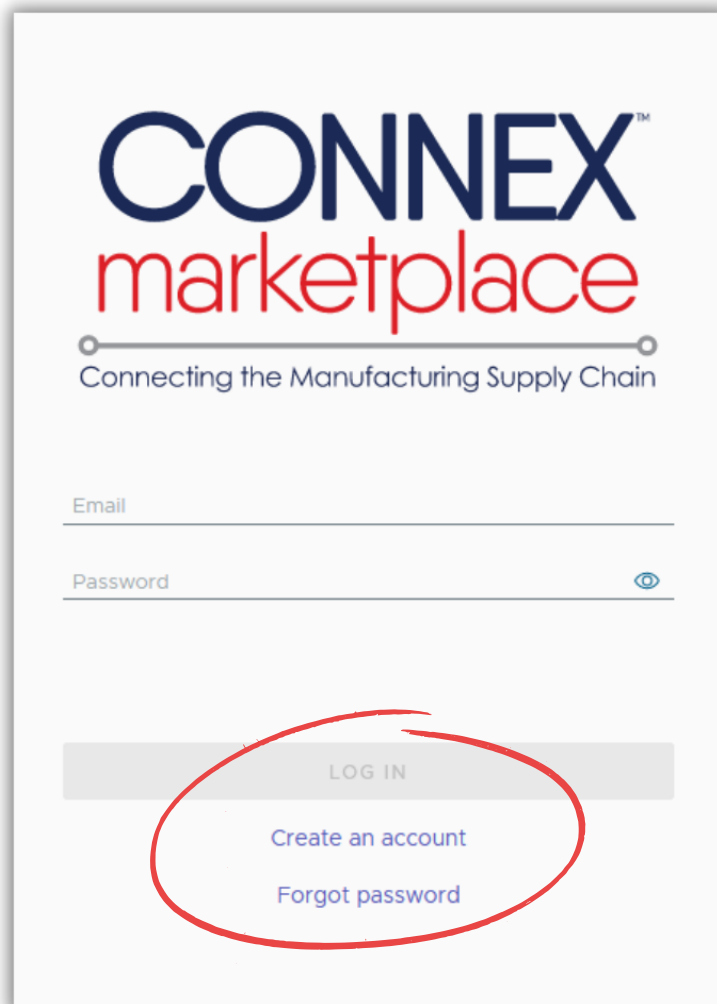 CONNEX™
marketplace
Connecting the Manufacturing Supply Chain
Email
Password
LOG IN
Create an account
Forgot password